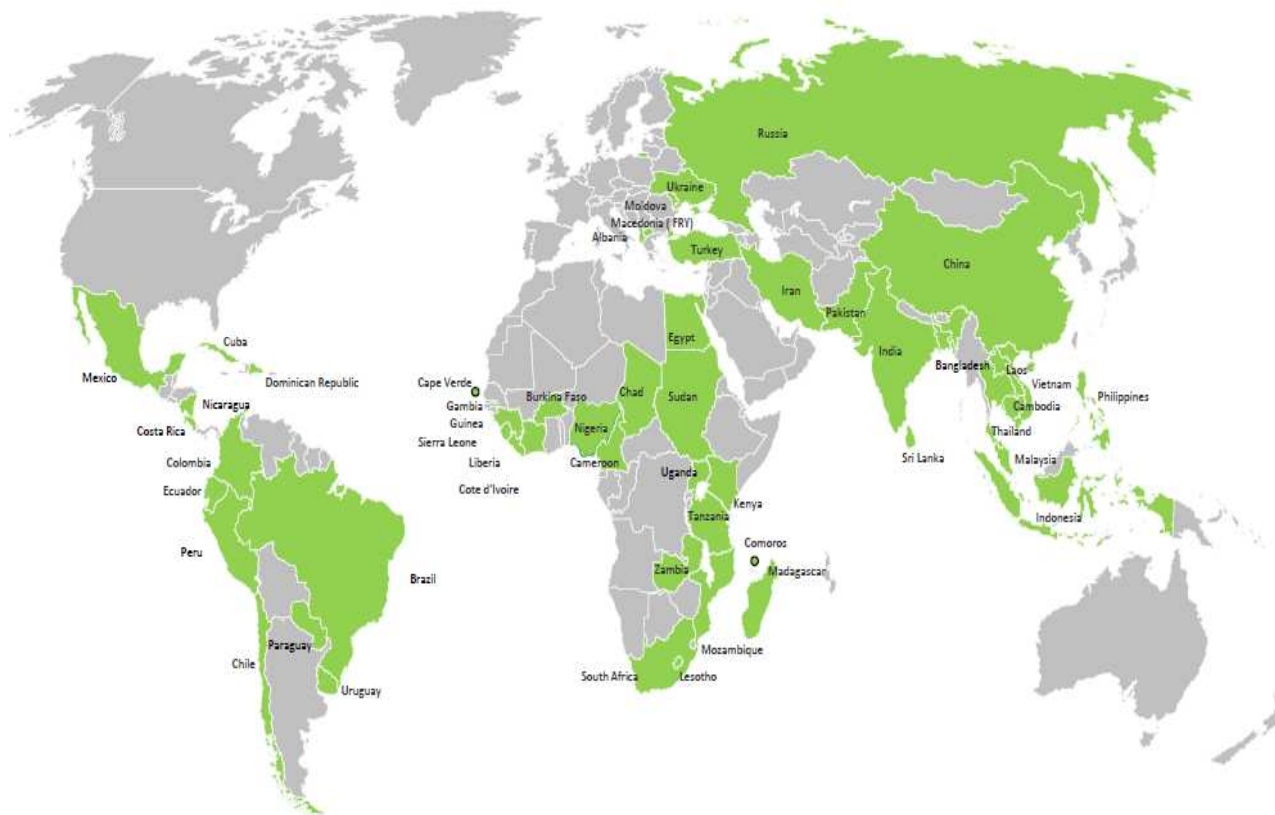 Russia
Ukraine
Moldova
Macedonia ( FRY)
Albania
Turkey
China
Iran
Pakistan
Egypt
India
Cuba
Mexico
Dominican Republic
Bangladesh
Laos
Vietnam
Cape Verde
Burkina Faso
Chad
Sudan
Philippines
Nicaragua
Gambia
Cambodia
Guinea
Nigeria
Costa Rica
Thailand
Sierra Leone
Sri Lanka
Colombia
Liberia
Cameroon
Malaysia
Uganda
Ecuador
Cote d'Ivoire
Kenya
Tanzania
Indonesia
Comoros
Peru
Zambia
Madagascar
Brazil
Paraguay
Mozambique
Chile
South Africa
Lesotho
Uruguay